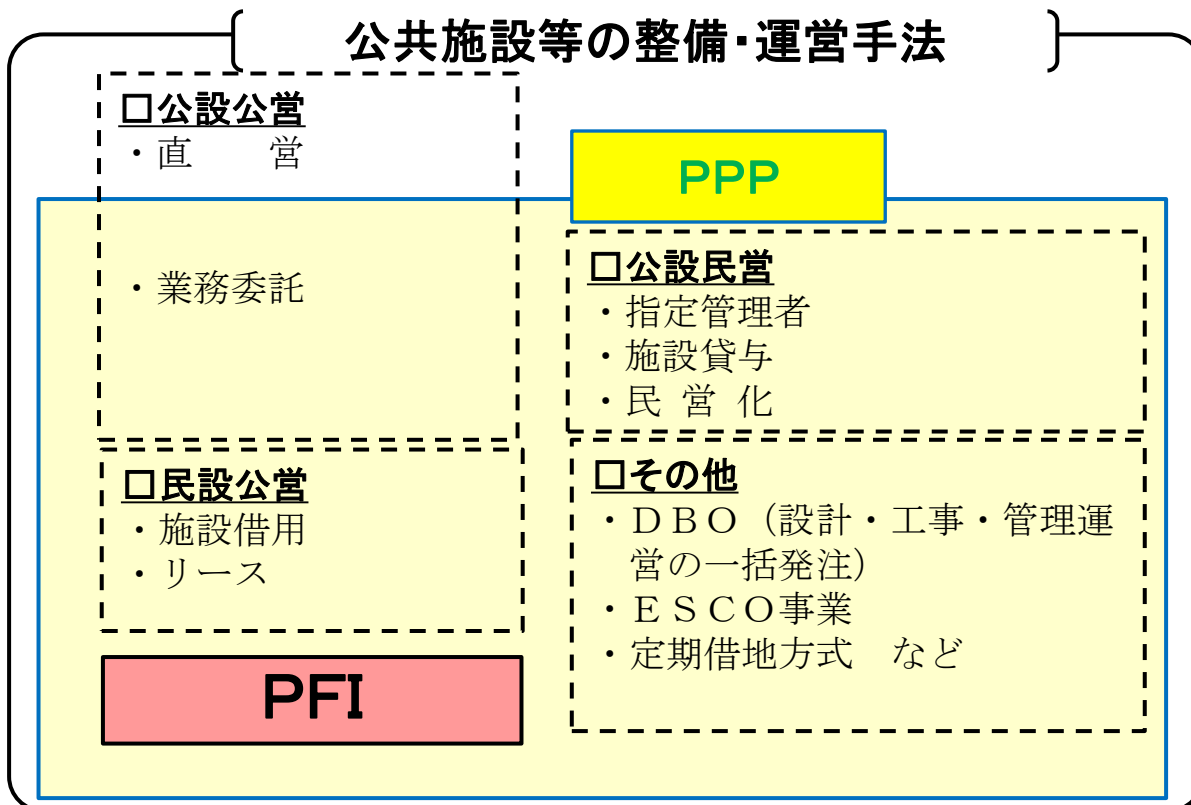 公共施設等の整備・運営手法
□公設公営
・直　　営
・業務委託
□民設公営
・施設借用
・リース
PFI
PPP
□公設民営
・指定管理者
・施設貸与
・民 営 化
□その他
・ＤＢＯ（設計・工事・管理運
営の一括発注）
・ＥＳＣＯ事業
・定期借地方式　など